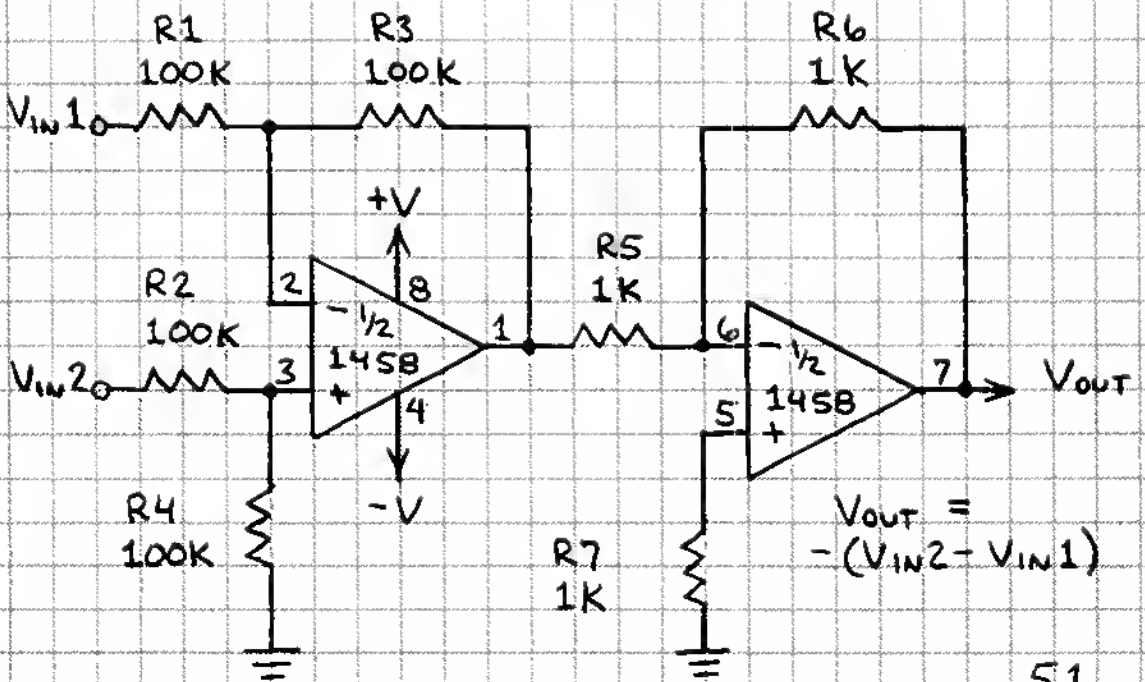 R1
100K
R3
100K
R6
1K
VIN1
+V
R5
1K
R2
100K
2
8
- 1/2
1
1458
6
- 1/2
VIN2
3
+
4
7
VOUT
1458
5
+
-V
R4
100K
R7
1K
VOUT =
-(VIN2-VIN1)
51